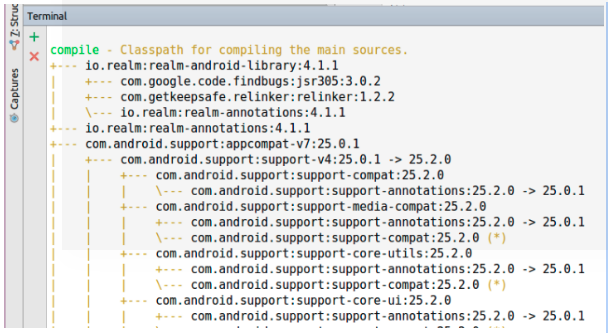 Z: Struc
Captures
Terminal
compile - Classpath for compiling the main sources.
+--- io.realm:realm-android-library:4.1.1
|    +--- com.google.code.findbugs:jsr305:3.0.2
|    +--- com.getkeepsafe.relinker:relinker:1.2.2
|    \--- io.realm:realm-annotations:4.1.1
+--- io.realm:realm-annotations:4.1.1
+--- com.android.support:appcompat-v7:25.0.1
|    +--- com.android.support:support-v4:25.0.1 -> 25.2.0
|    |    +--- com.android.support:support-compat:25.2.0
|    |    |    \--- com.android.support:support-annotations:25.2.0 -> 25.0.1
|    |    +--- com.android.support:support-media-compat:25.2.0
|    |    |    +--- com.android.support:support-annotations:25.2.0 -> 25.0.1
|    |    |    \--- com.android.support:support-compat:25.2.0 (*)
|    |    +--- com.android.support:support-core-utils:25.2.0
|    |    |    +--- com.android.support:support-annotations:25.2.0 -> 25.0.1
|    |    |    \--- com.android.support:support-compat:25.2.0 (*)
|    |    +--- com.android.support:support-core-ui:25.2.0
|    |    |    +--- com.android.support:support-annotations:25.2.0 -> 25.0.1